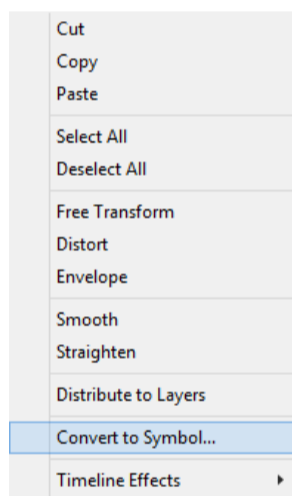 Cut
Copy
Paste
Select All
Deselect All
Free Transform
Distort
Envelope
Smooth
Straighten
Distribute to Layers
Convert to Symbol...
Timeline Effects